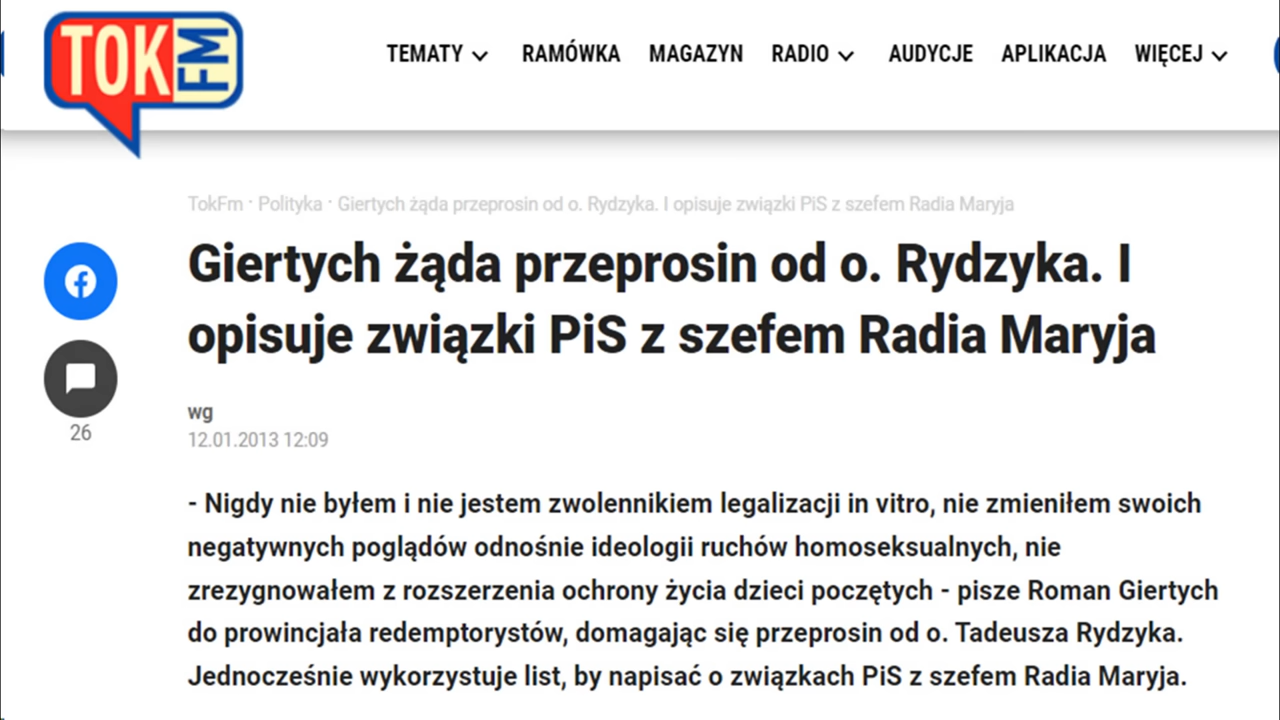 TOK FM
TEMATY RAMÓWKA MAGAZYN RADIO AUDYCJE APLIKACJA WIĘCEJ
TokFm · Polityka · Giertych żąda przeprosin od o. Rydzyka. I opisuje związki PiS z szefem Radia Maryja
Giertych żąda przeprosin od o. Rydzyka. I
opisuje związki PiS z szefem Radia Maryja
26
wg
12.01.2013 12:09
- Nigdy nie byłem i nie jestem zwolennikiem legalizacji in vitro, nie zmieniłem swoich
negatywnych poglądów odnośnie ideologii ruchów homoseksualnych, nie
zrezygnowałem z rozszerzenia ochrony życia dzieci poczętych - pisze Roman Giertych
do prowincjała redemptorystów, domagając się przeprosin od o. Tadeusza Rydzyka.
Jednocześnie wykorzystuje list, by napisać o związkach PiS z szefem Radia Maryja.